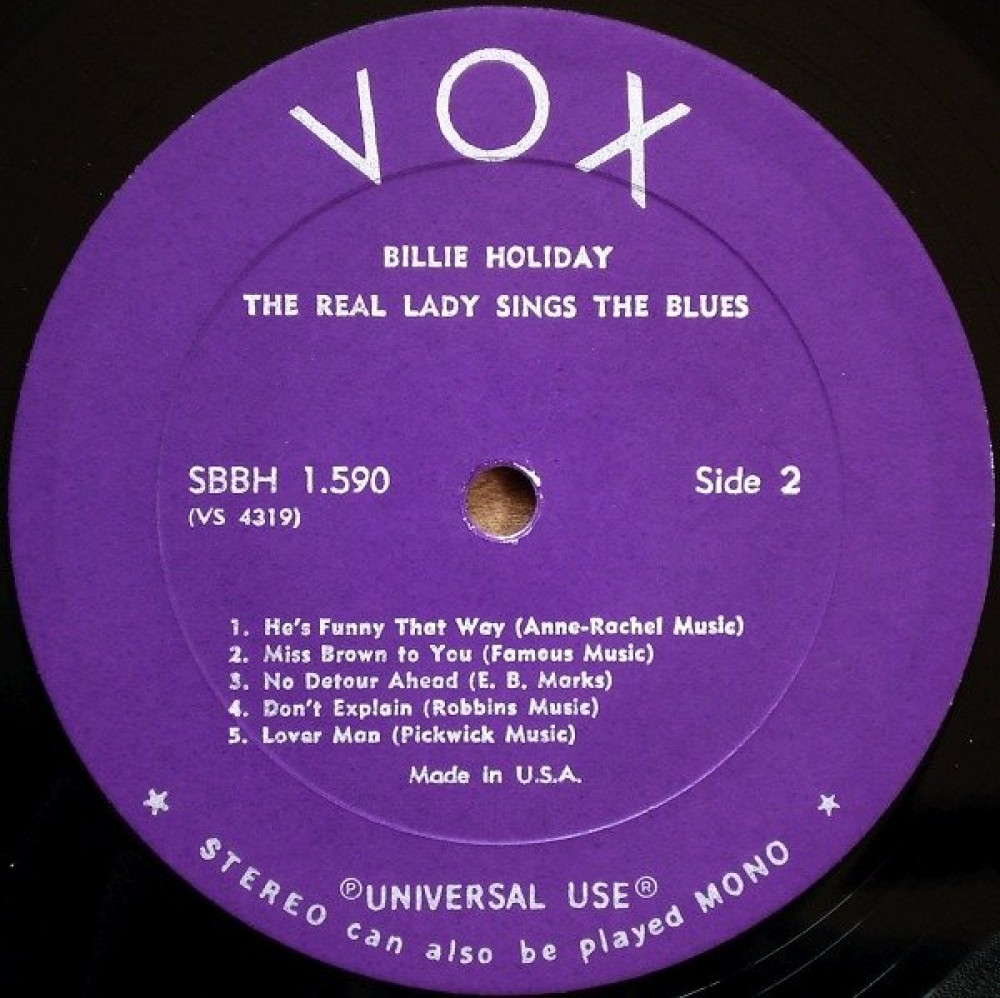 VOX
BILLIE HOLIDAY
THE REAL LADY SINGS THE BLUES
SBBH 1.590
Side 2
(VS 4319)
1. He's Funny That Way (Anne-Rachel Music)
2. Miss Brown to You (Famous Music)
3. No Detour Ahead (E. B. Marks)
4. Don't Explain (Robbins Music)
5. Lover Man (Pickwick Music)
Made in U.S.A.
℗UNIVERSAL USE®
STEREO can also be played MONO